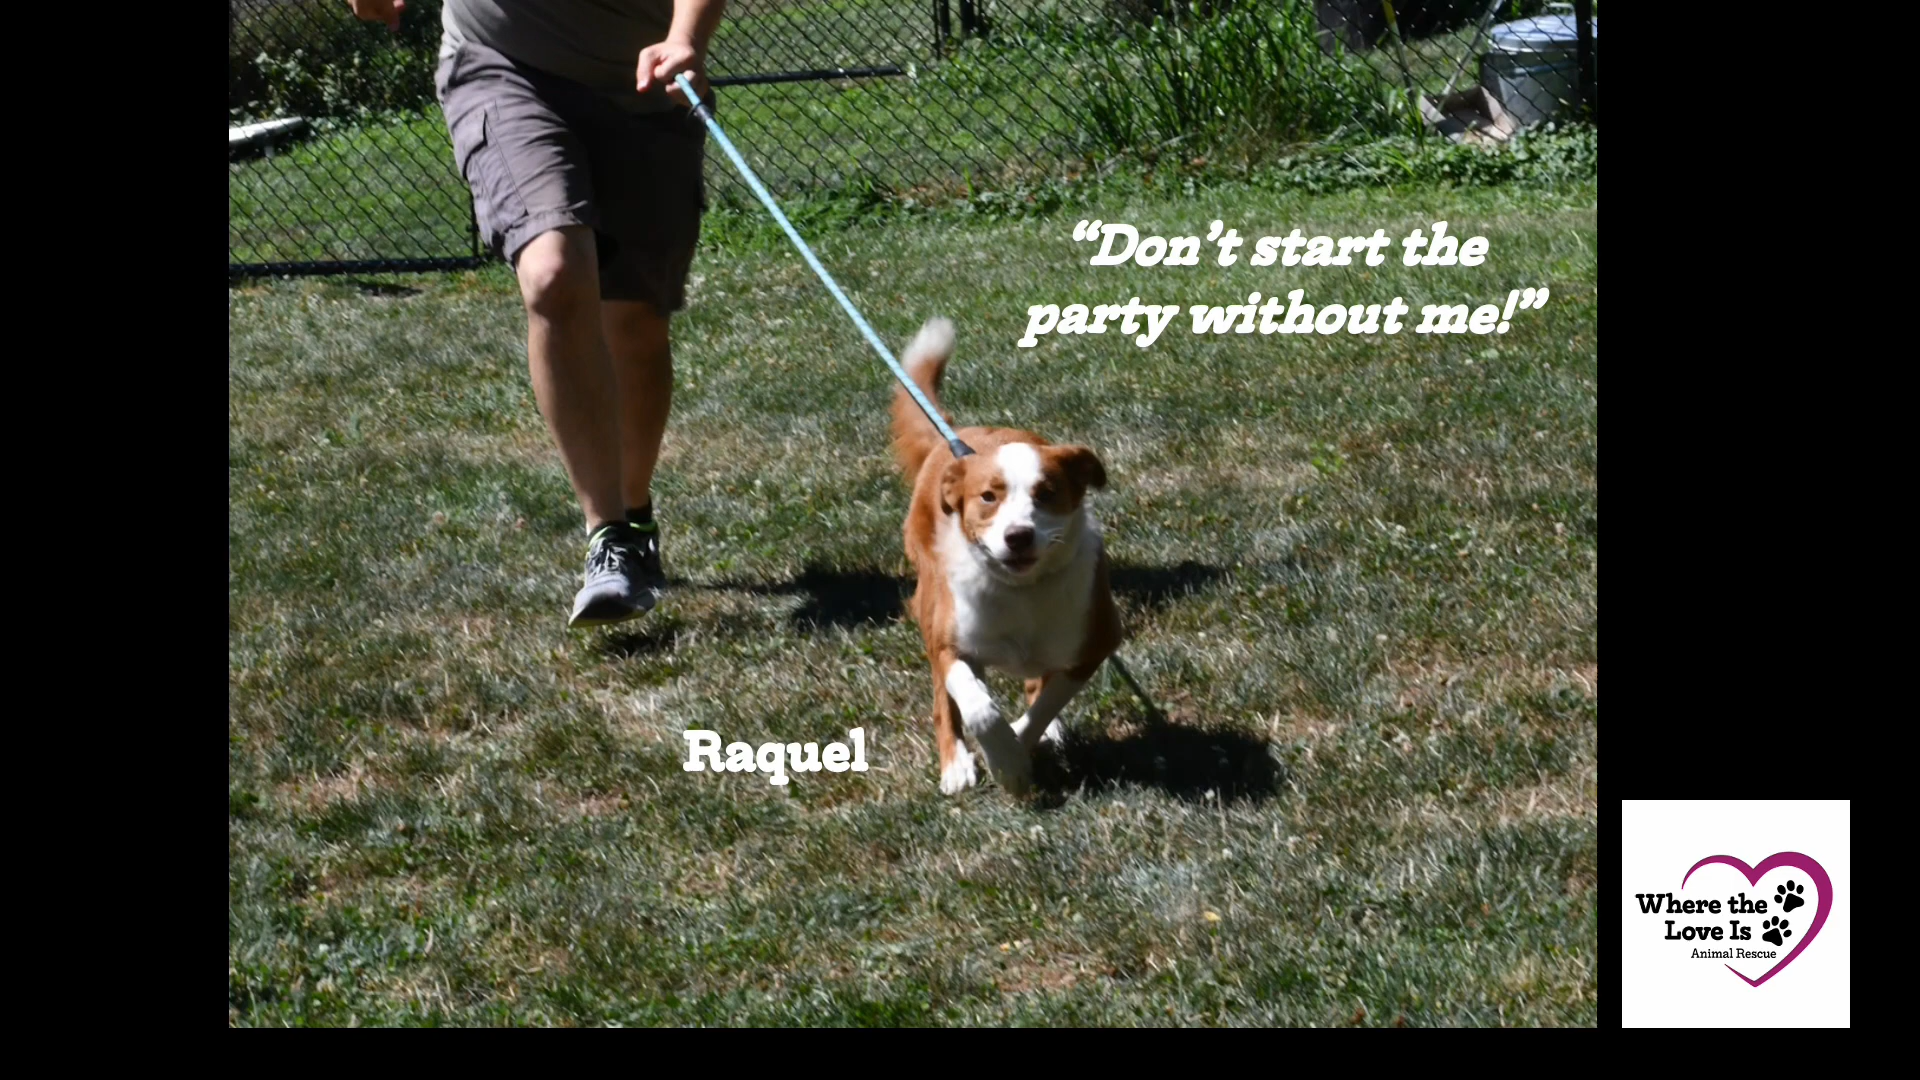 “Don’t start the
party without me!”
Raquel
Where the
Love Is
Animal Rescue